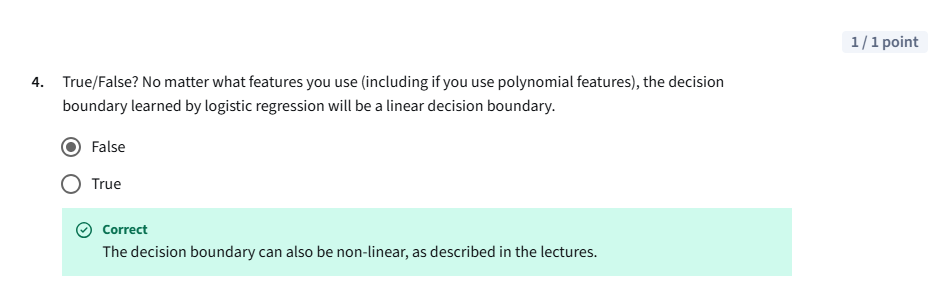 1 / 1 point
4. True/False? No matter what features you use (including if you use polynomial features), the decision
boundary learned by logistic regression will be a linear decision boundary.
False
True
Correct
The decision boundary can also be non-linear, as described in the lectures.